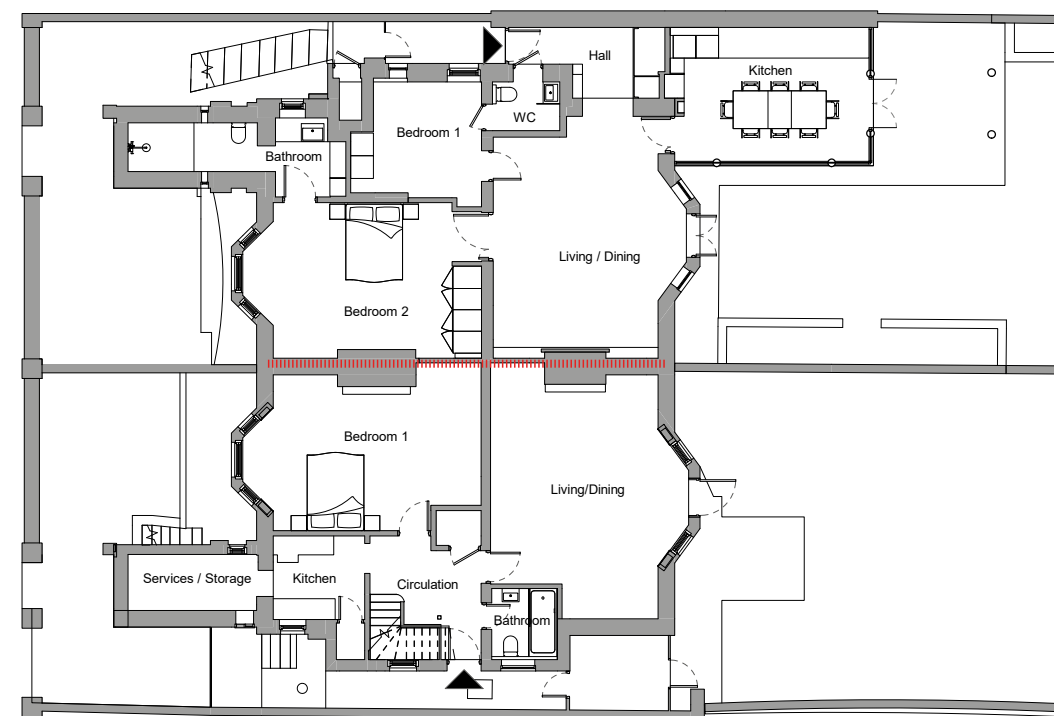 Hall
Kitchen
WC
Bedroom 1
Bathroom
Living / Dining
Bedroom 2
Bedroom 1
Living/Dining
Services / Storage
Kitchen
Circulation
Bathroom